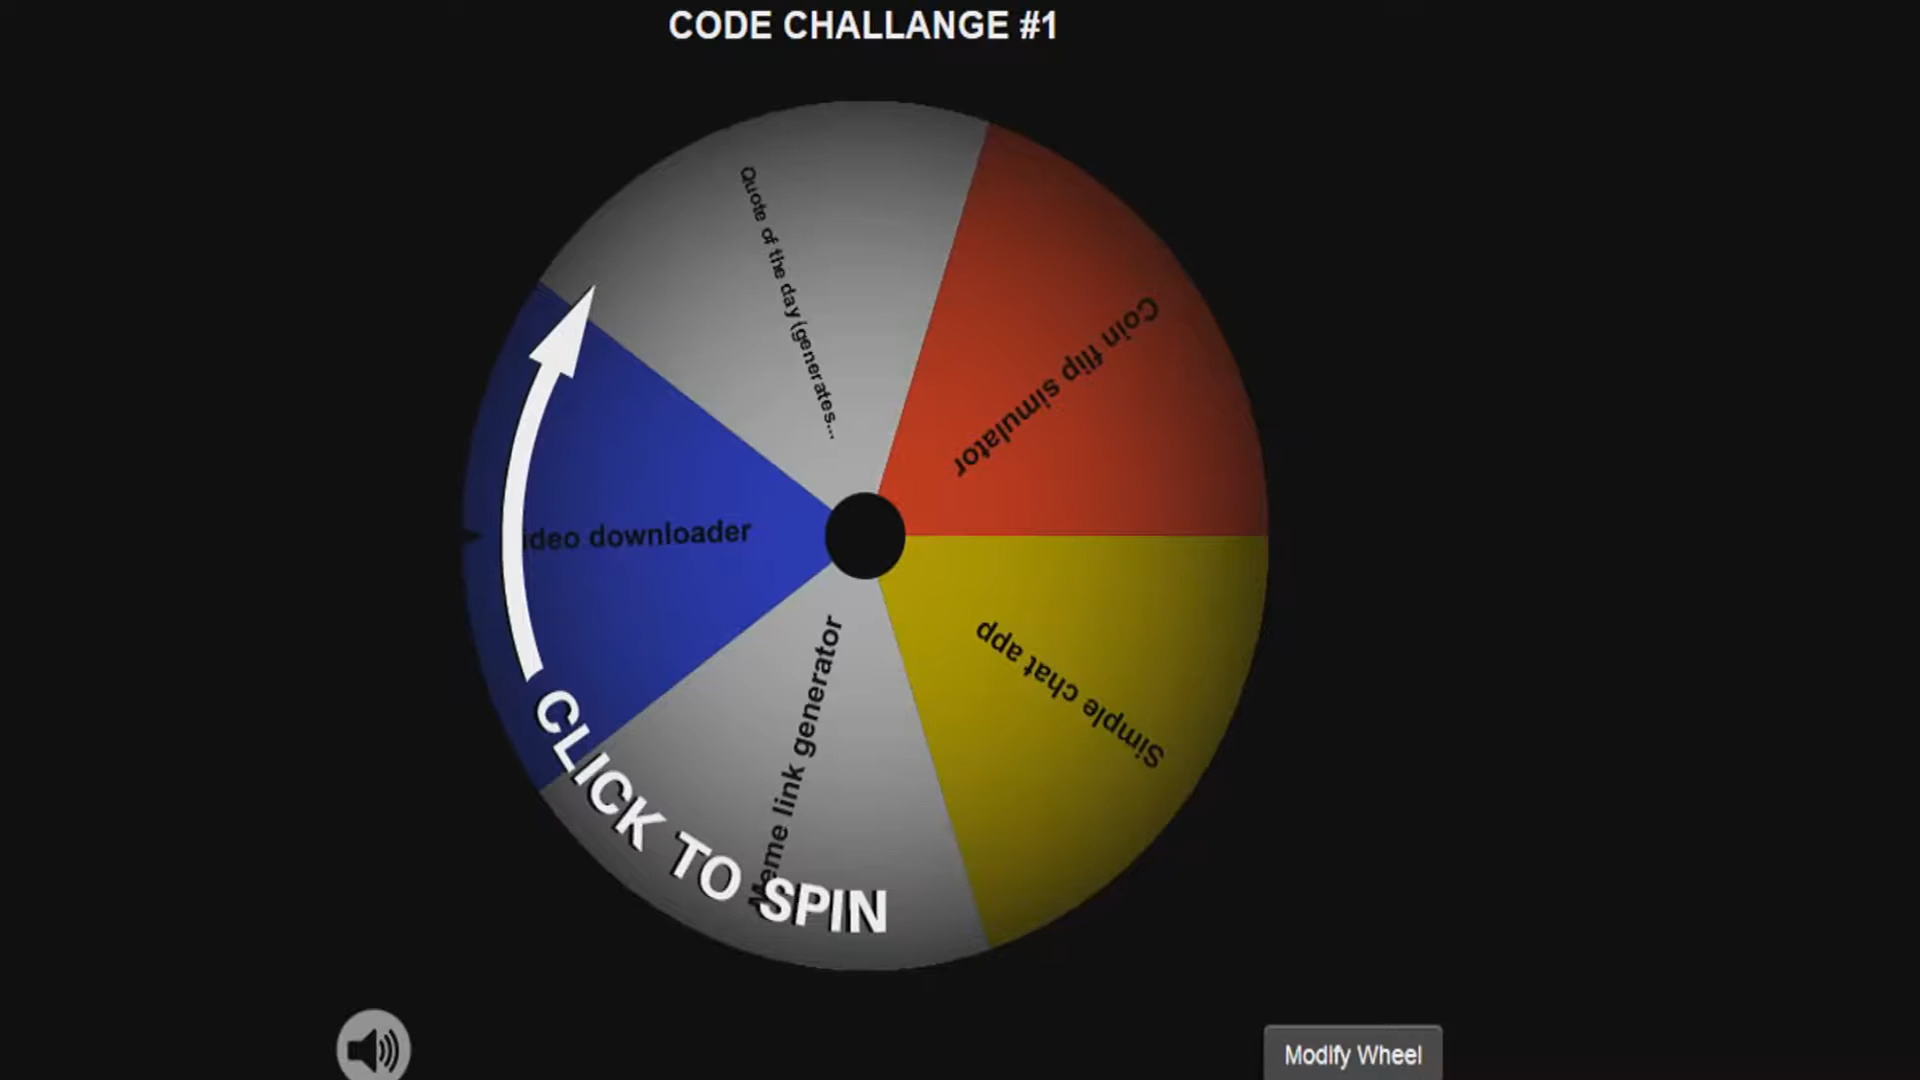 CODE CHALLANGE #1
Quote of the day (generates...
Coin flip simulator
ideo downloader
Simple chat app
Meme link generator
CLICK TO SPIN
Modify Wheel